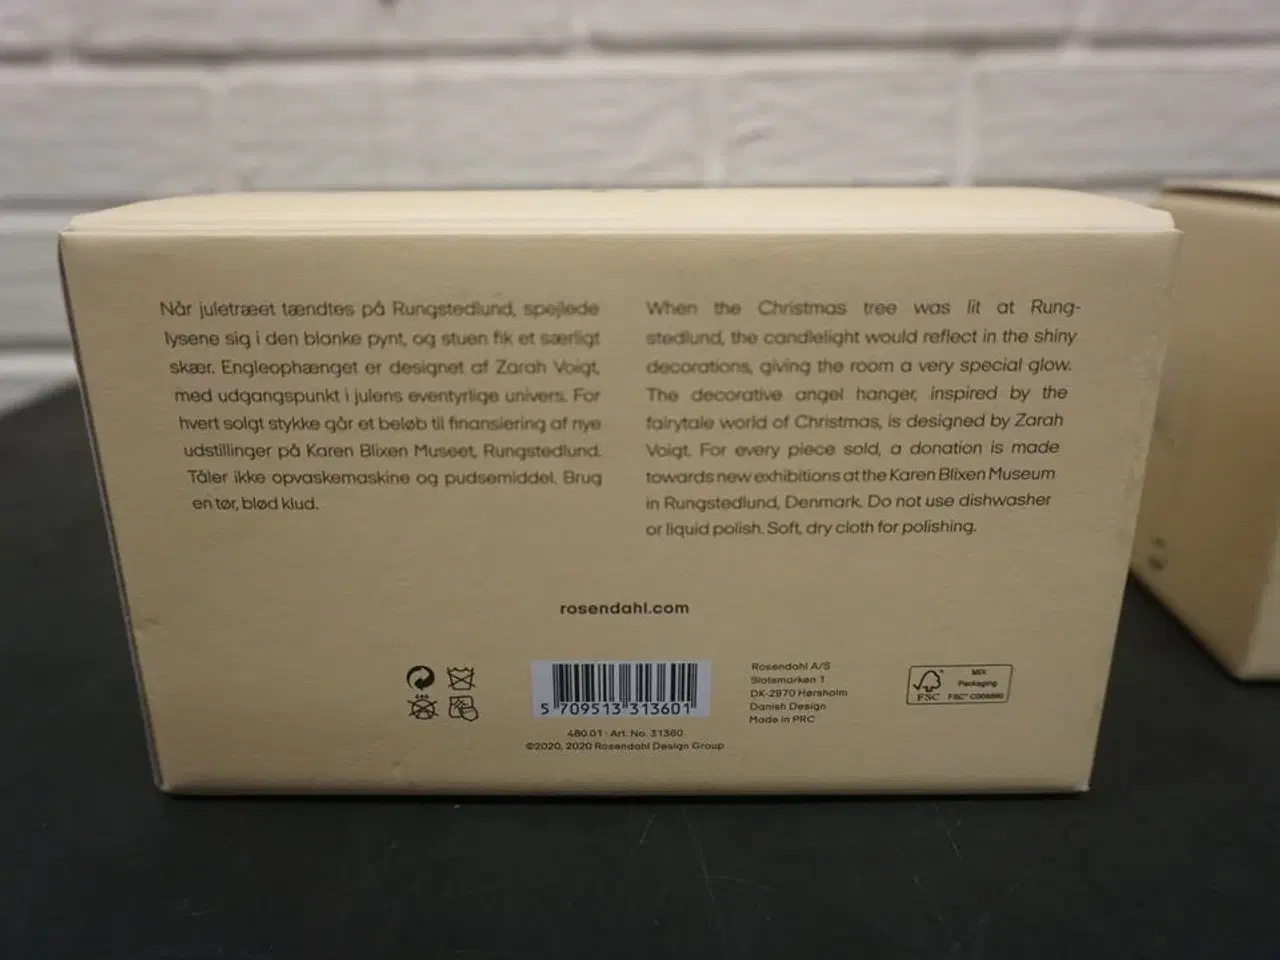 Når juletræet tændtes på Rungstedlund, spejlede
lysene sig i den blanke pynt, og stuen fik et særligt
skær. Engleophænget er designet af Zarah Voigt,
med udgangspunkt i julens eventyrlige univers. For
hvert solgt stykke går et beløb til finansiering af nye
udstillinger på Karen Blixen Museet, Rungstedlund.
Tåler ikke opvaskemaskine og pudsemiddel. Brug
en tør, blød klud.
When the Christmas tree was lit at Rung-
stedlund, the candlelight would reflect in the shiny
decorations, giving the room a very special glow.
The decorative angel hanger, inspired by the
fairytale world of Christmas, is designed by Zarah
Voigt. For every piece sold, a donation is made
towards new exhibitions at the Karen Blixen Museum
in Rungstedlund, Denmark. Do not use dishwasher
or liquid polish. Soft, dry cloth for polishing.
rosendahl.com
5 709513 313601
480.01 · Art. No. 31360
©2020, 2020 Rosendahl Design Group
Rosendahl A/S
Slotsmarken 1
DK-2970 Hørsholm
Danish Design
Made in PRC
FSC
MIX
Packaging